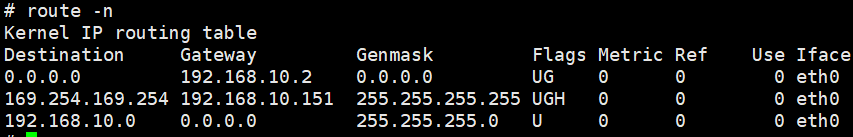 # route -n
Kernel IP routing table
Destination     Gateway         Genmask         Flags Metric Ref    Use Iface
0.0.0.0         192.168.10.2    0.0.0.0         UG    0      0        0 eth0
169.254.169.254 192.168.10.151  255.255.255.255 UGH   0      0        0 eth0
192.168.10.0    0.0.0.0         255.255.255.0   U     0      0        0 eth0
#